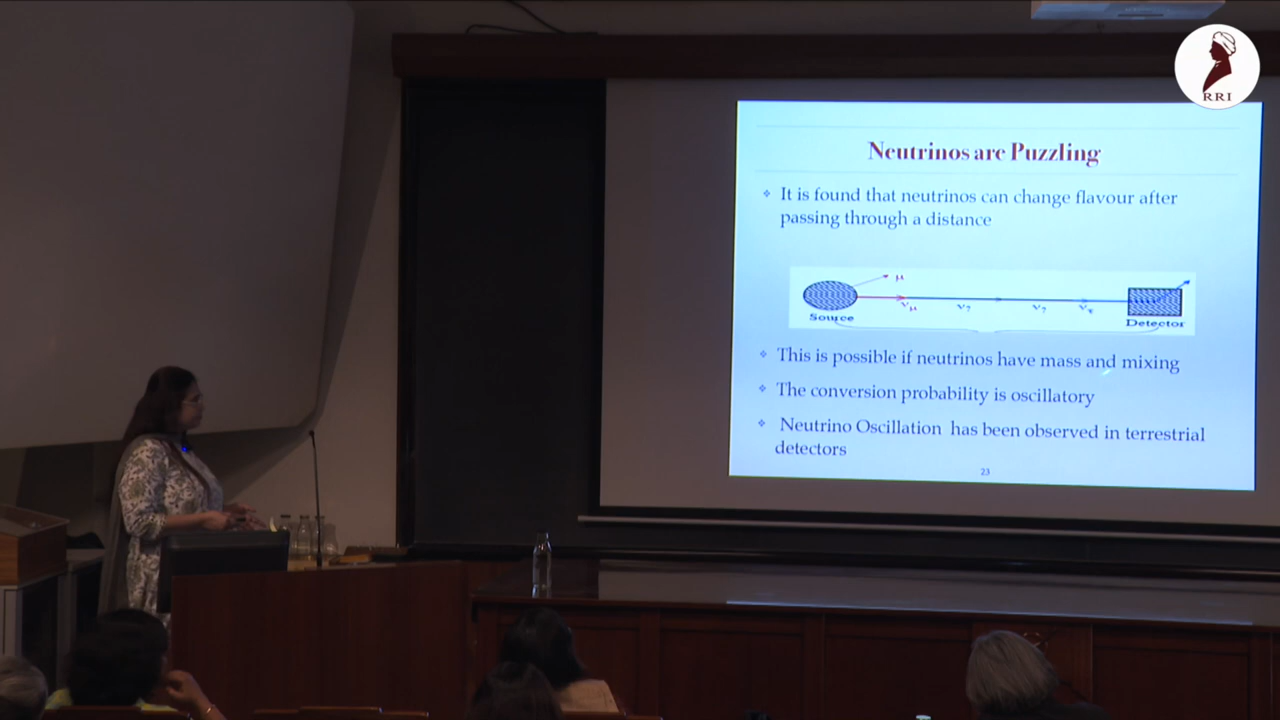 RRI
Neutrinos are Puzzling
It is found that neutrinos can change flavour after
passing through a distance
μ
νμ ν? ν? ντ
Source Detector
This is possible if neutrinos have mass and mixing
The conversion probability is oscillatory
Neutrino Oscillation has been observed in terrestrial
detectors
23